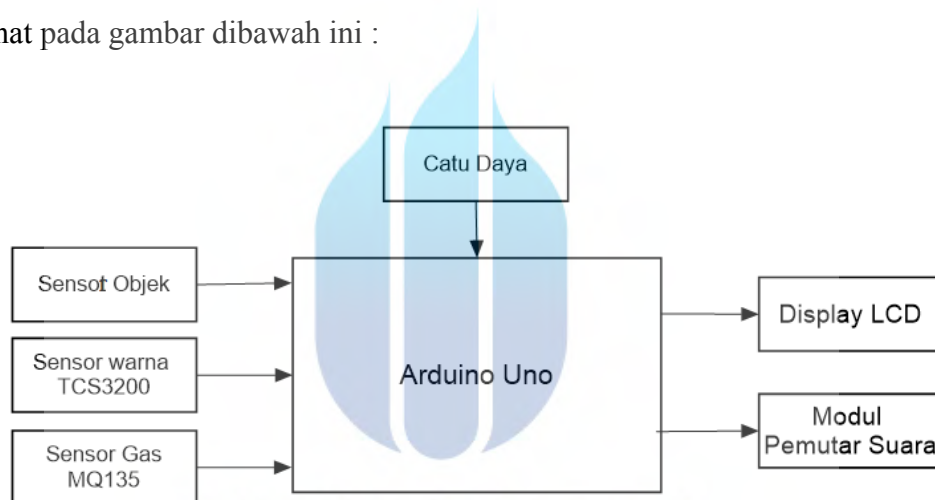 hat pada gambar dibawah ini :
Catu Daya
Sensot Objek
Sensor warna
TCS3200
Sensor Gas
MQ135
Arduino Uno
Display LCD
Modul
Pemutar Suara